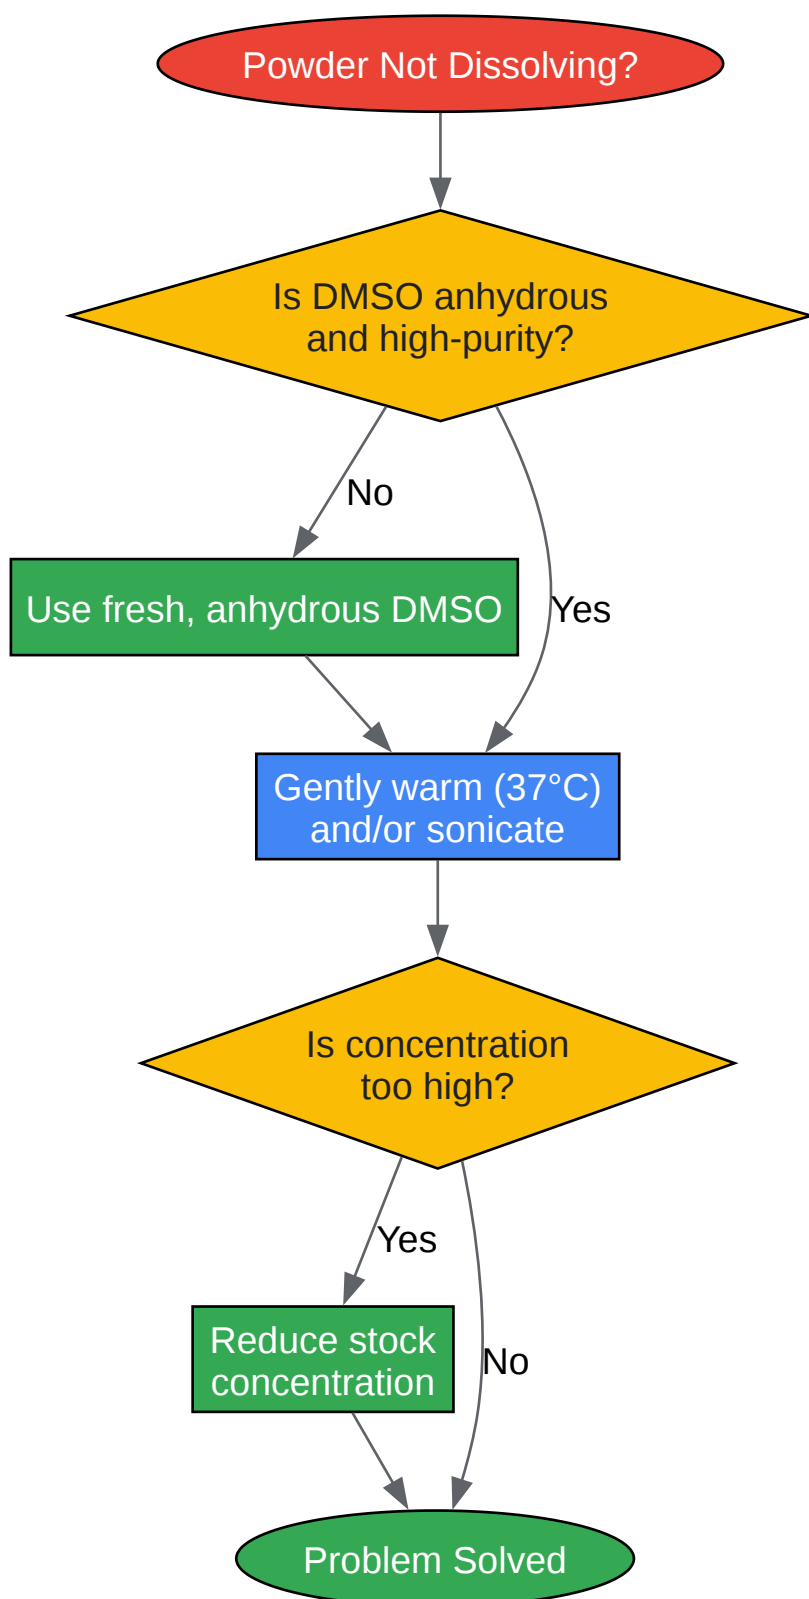 Powder Not Dissolving?
Is DMSO anhydrous
and high-purity?
No
Use fresh, anhydrous DMSO
Yes
Gently warm (37°C)
and/or sonicate
Is concentration
too high?
Yes
Reduce stock
concentration
No
Problem Solved